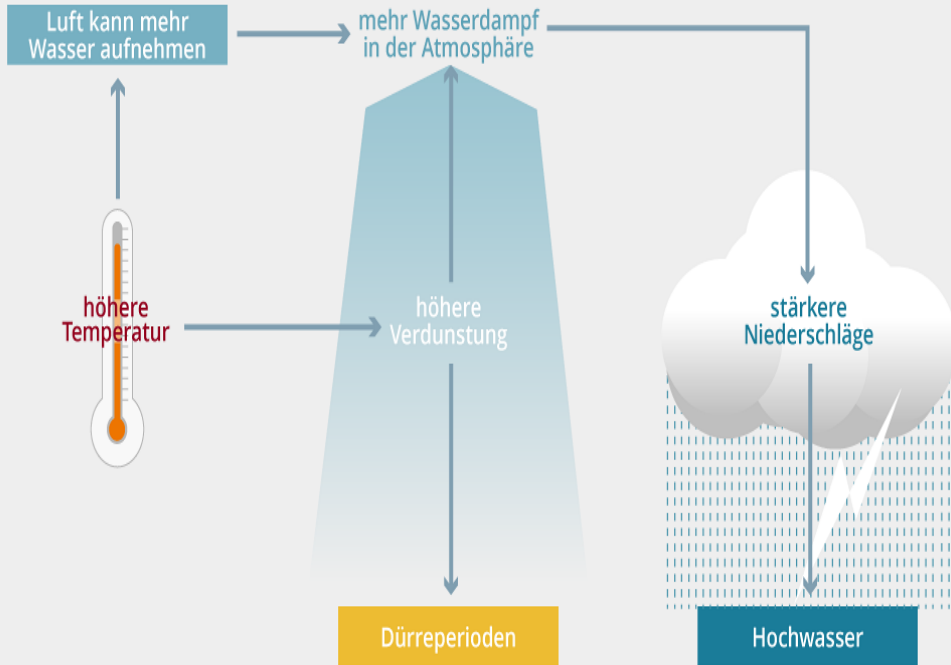 Luft kann mehr
Wasser aufnehmen
mehr Wasserdampf
in der Atmosphäre
höhere
Temperatur
höhere
Verdunstung
stärkere
Niederschläge
Dürreperioden
Hochwasser